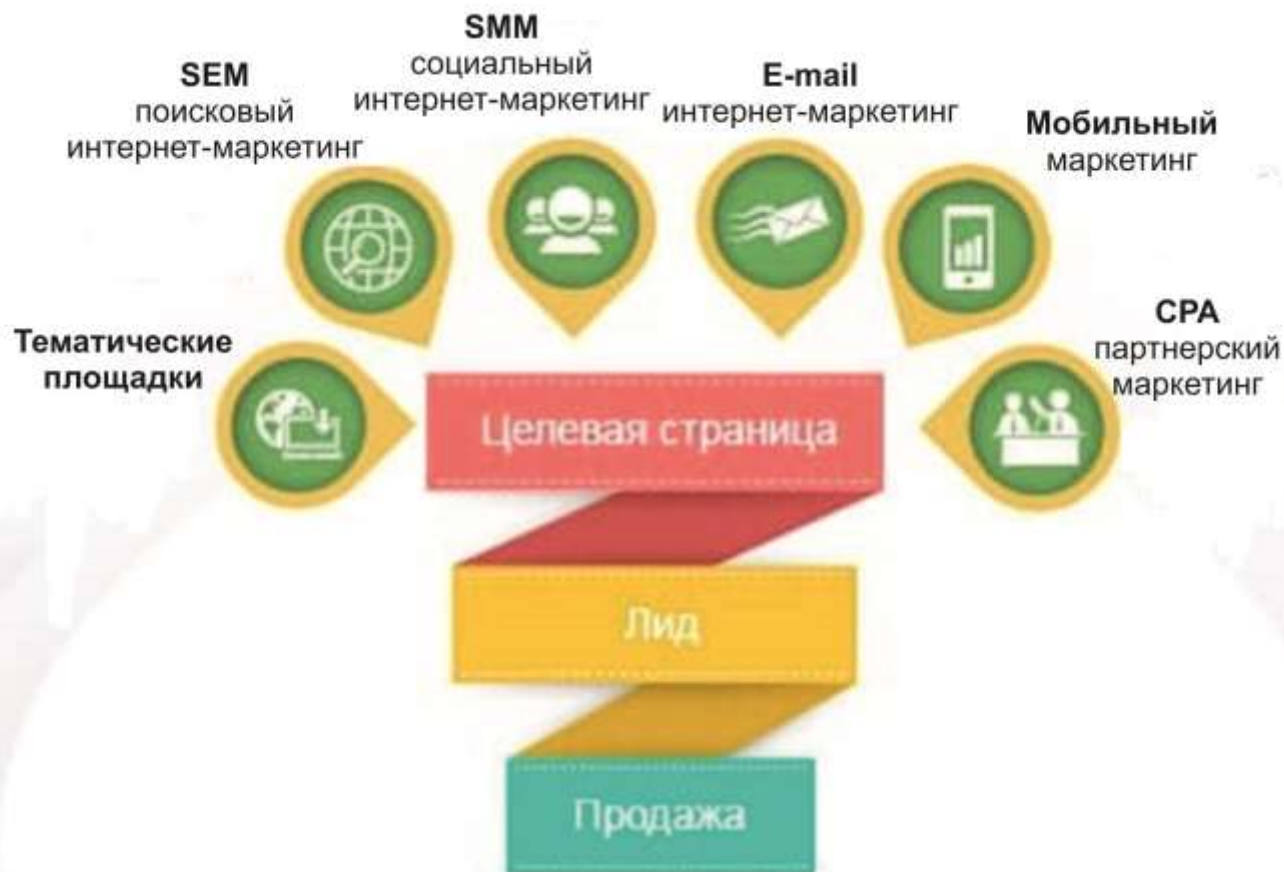 SMM
социальный
интернет-маркетинг
SEM
поисковый
интернет-маркетинг
E-mail
интернет-маркетинг
Мобильный
маркетинг
Тематические
площадки
CPA
партнерский
маркетинг
Целевая страница
Лид
Продажа